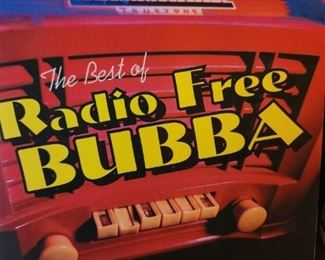 The Best of
Radio Free
BUBBA